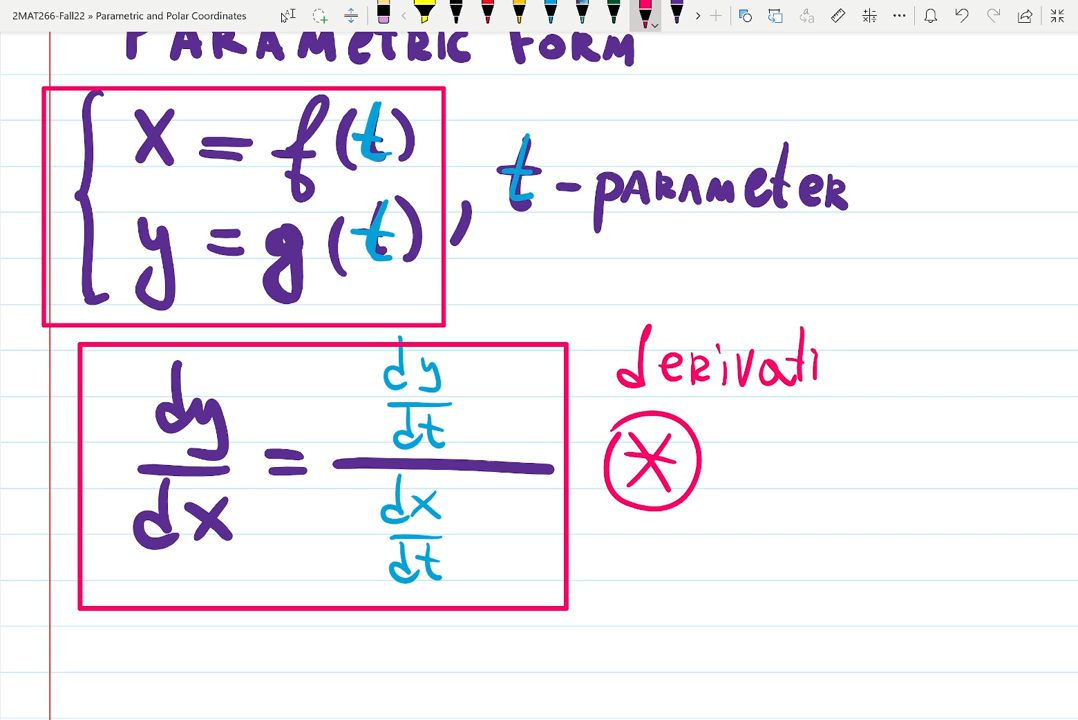 2MAT266-Fall22 » Parametric and Polar Coordinates
PARAMETRIC FORM
x = f(t)
y = g(t) , t - PARAMETER
dy/dx = (dy/dt)/(dx/dt)
derivati
*